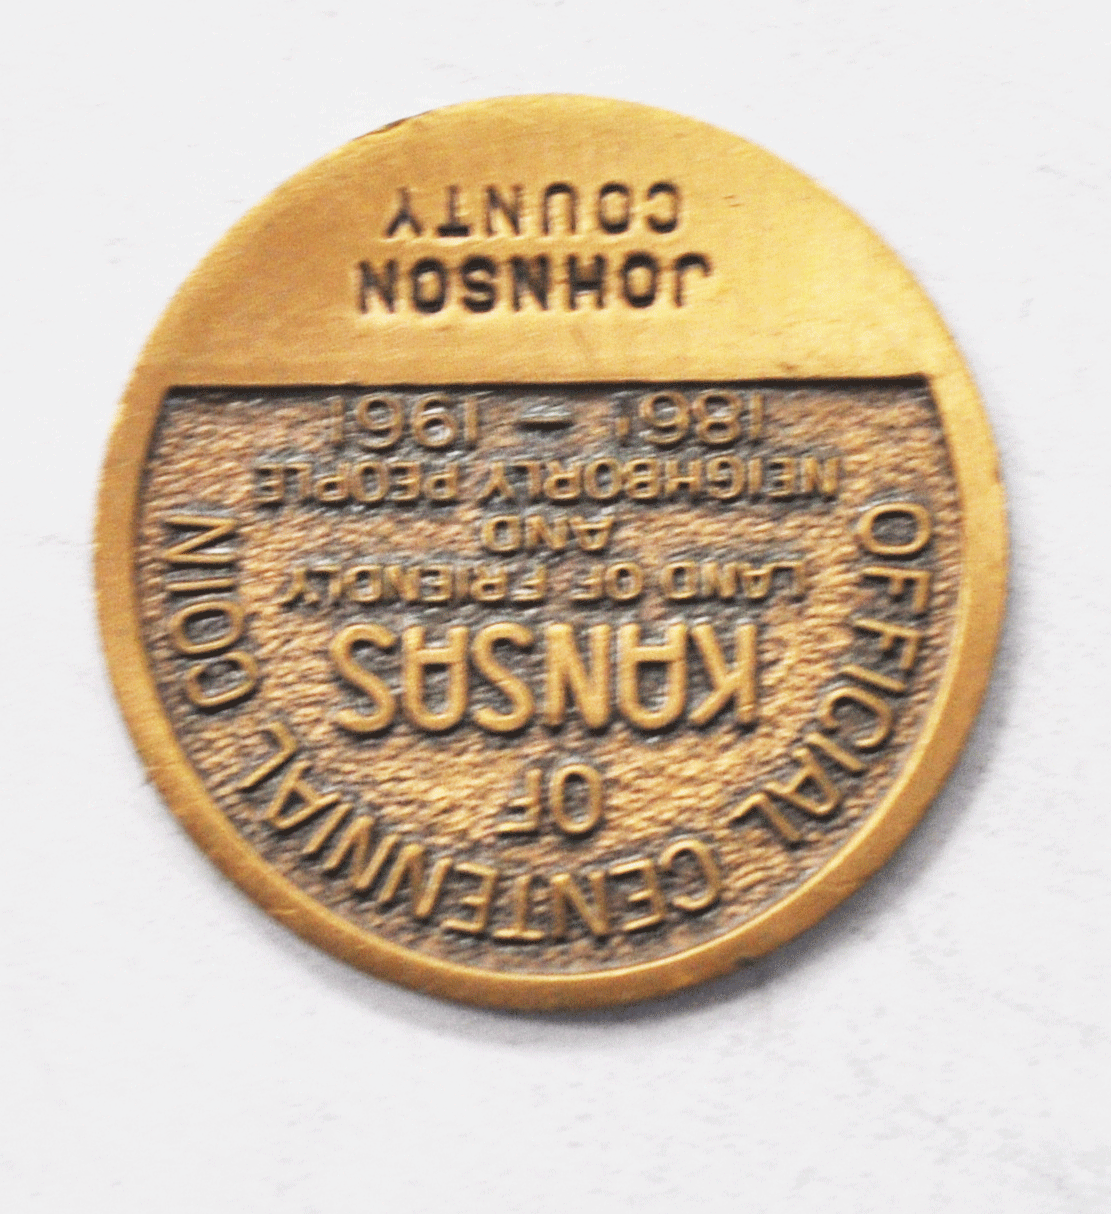 OFFICIAL CENTENNIAL COIN
OF
KANSAS
LAND OF FRIENDLY
AND
NEIGHBORLY PEOPLE
1861 - 1961
JOHNSON
COUNTY